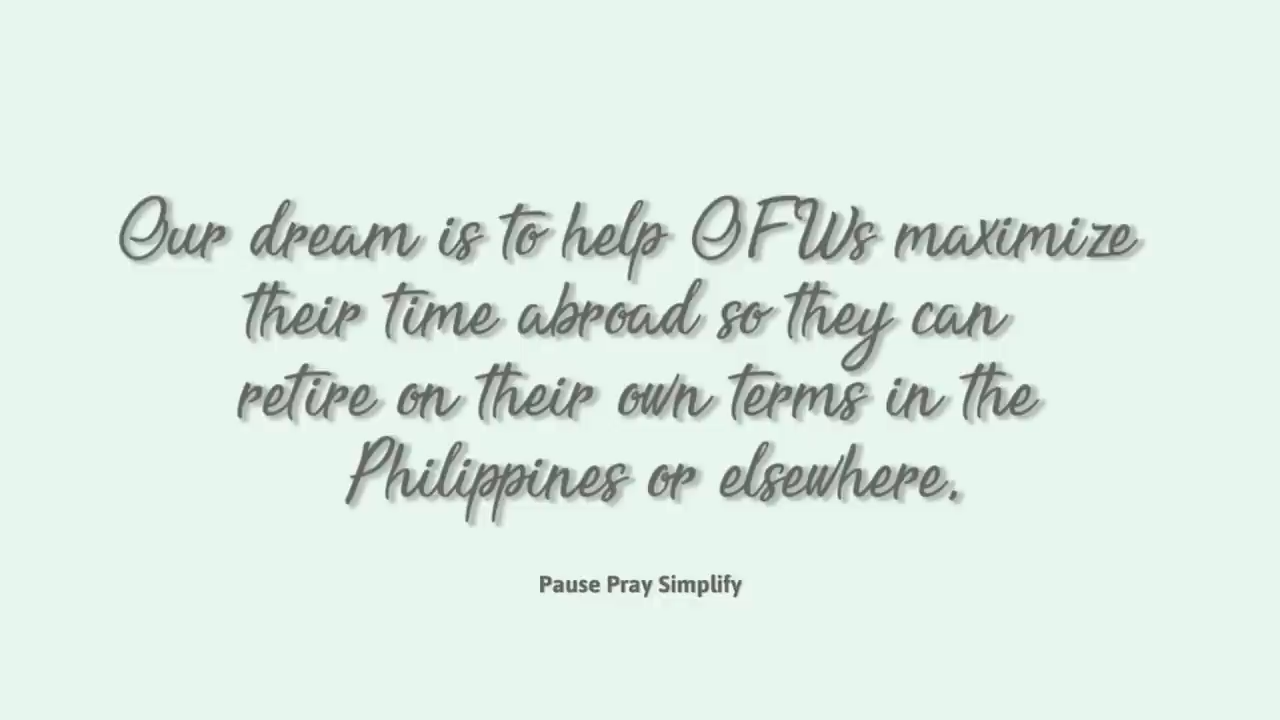 Our dream is to help OFWs maximize
their time abroad so they can
retire on their own terms in the
Philippines or elsewhere.
Pause Pray Simplify